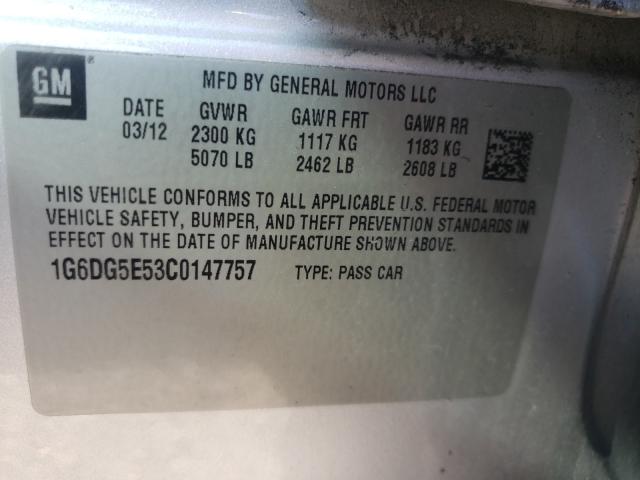 GM®
MFD BY GENERAL MOTORS LLC
DATE GVWR GAWR FRT GAWR RR
03/12 2300 KG 1117 KG 1183 KG
5070 LB 2462 LB 2608 LB
THIS VEHICLE CONFORMS TO ALL APPLICABLE U.S. FEDERAL MOTOR
VEHICLE SAFETY, BUMPER, AND THEFT PREVENTION STANDARDS IN
EFFECT ON THE DATE OF MANUFACTURE SHOWN ABOVE.
1G6DG5E53C0147757 TYPE: PASS CAR